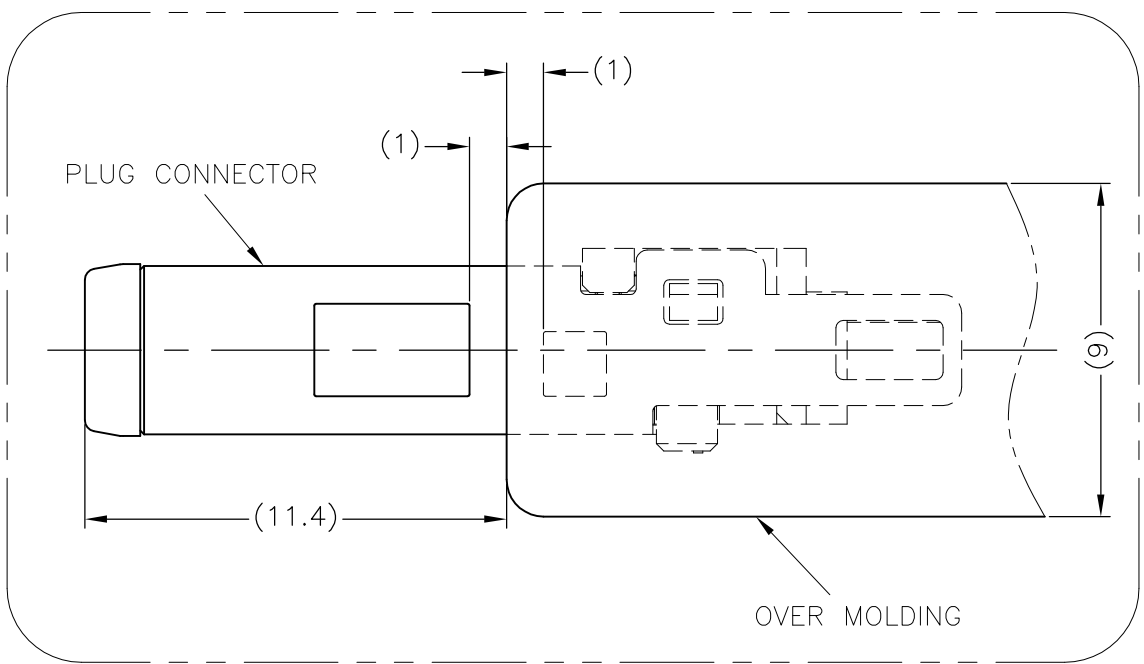 (1)
(1)
PLUG CONNECTOR
(9)
(11.4)
OVER MOLDING